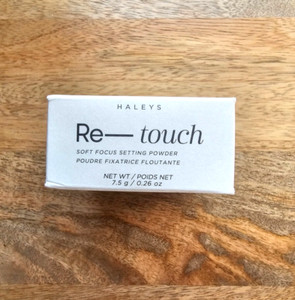 HALEYS
Re— touch
SOFT FOCUS SETTING POWDER
POUDRE FIXATRICE FLOUTANTE
NET WT / POIDS NET
7.5 g / 0.26 oz